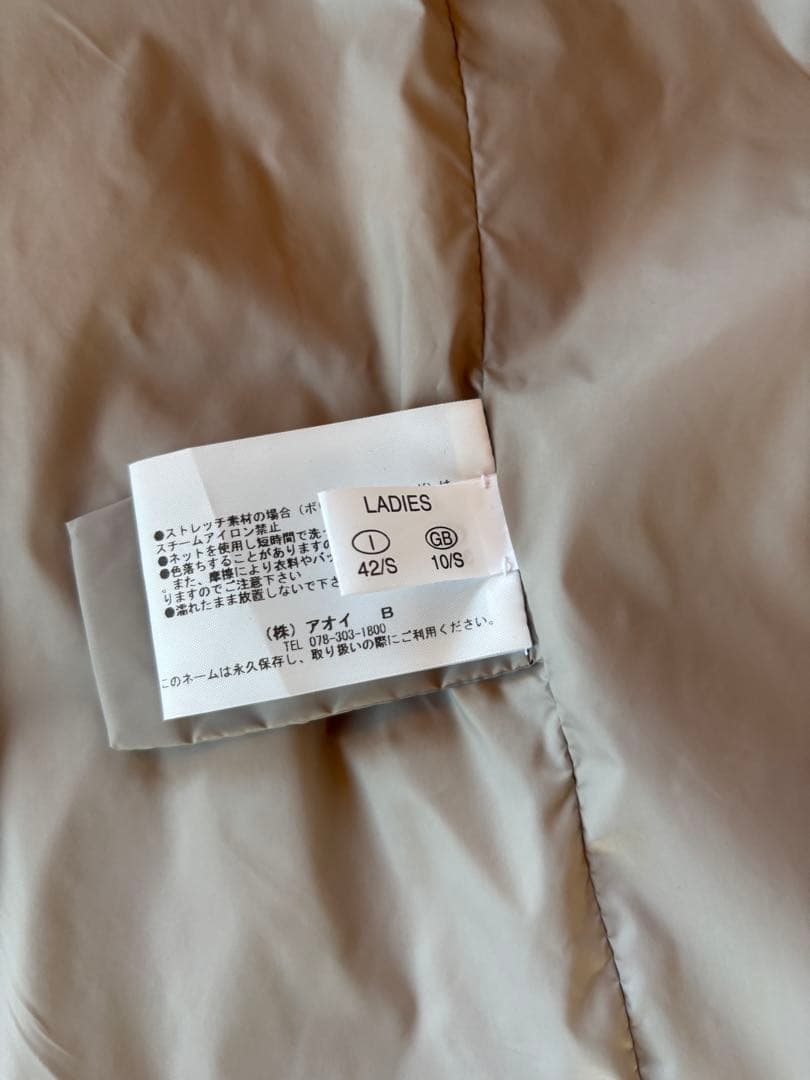 ●ストレッチ素材の場合（ポ
スチームアイロン禁止
●ネットを使用し短時間で洗
●色落ちすることがありますの
。また、摩擦により衣料やバッ
りますのでご注意下さい
●濡れたまま放置しないで下さ
（株）アオイ B
TEL 078-303-1800
このネームは永久保存し、取り扱いの際にご利用ください。
LADIES
I GB
42/S 10/S